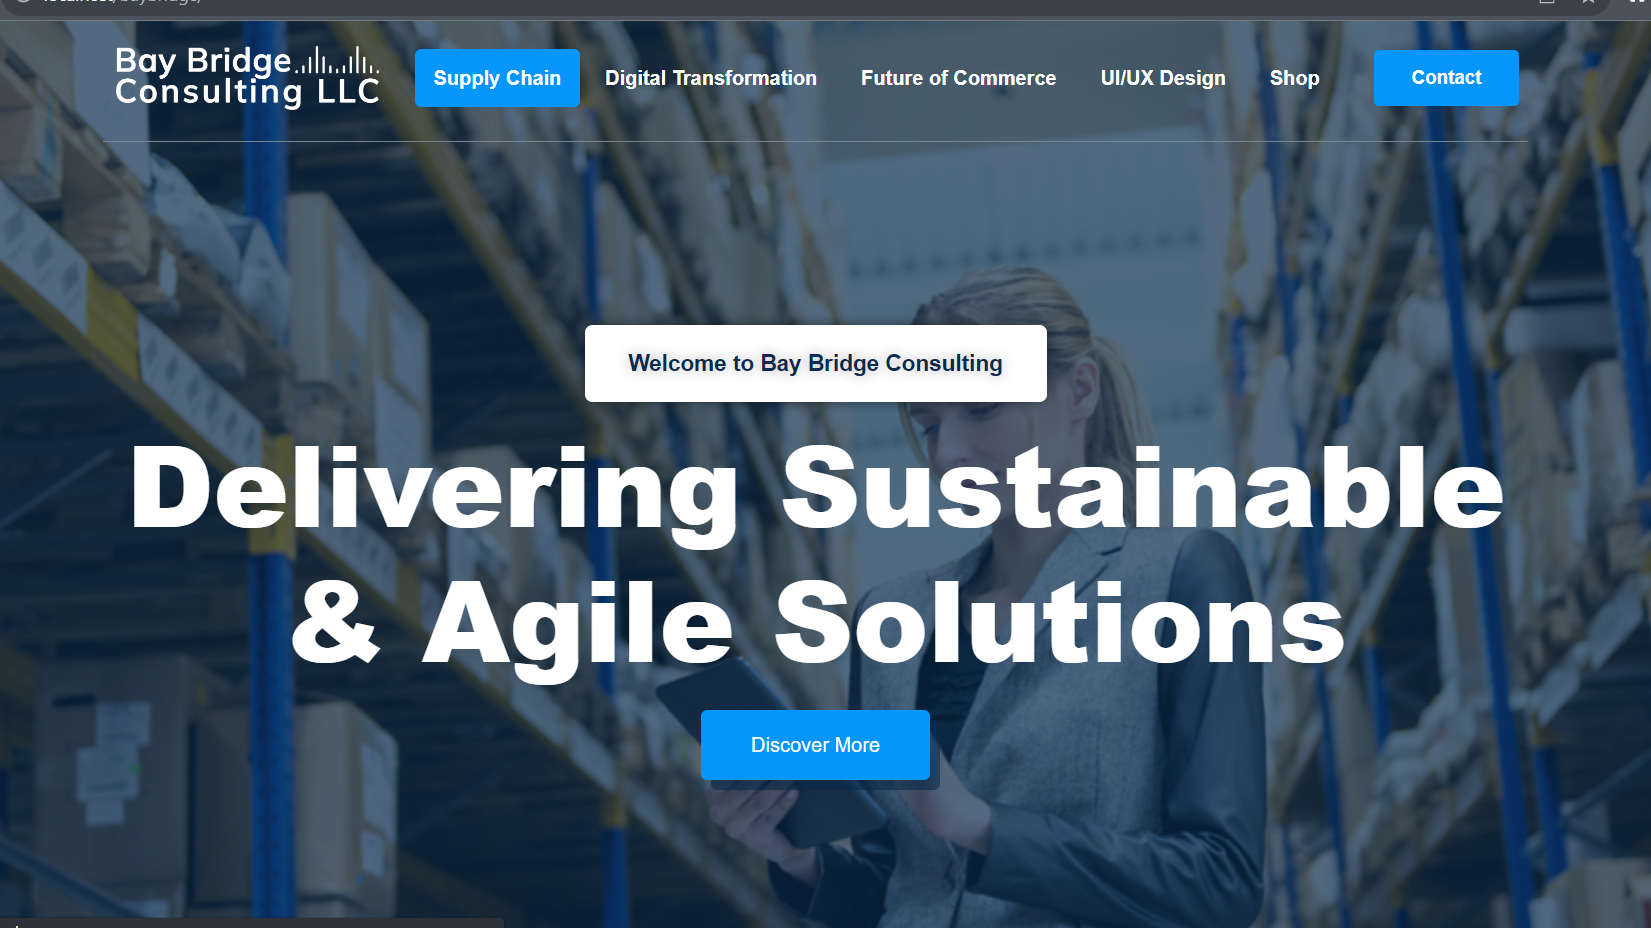 Bay Bridge
Consulting LLC
Supply Chain
Digital Transformation
Future of Commerce
UI/UX Design
Shop
Contact
Welcome to Bay Bridge Consulting
Delivering Sustainable
& Agile Solutions
Discover More